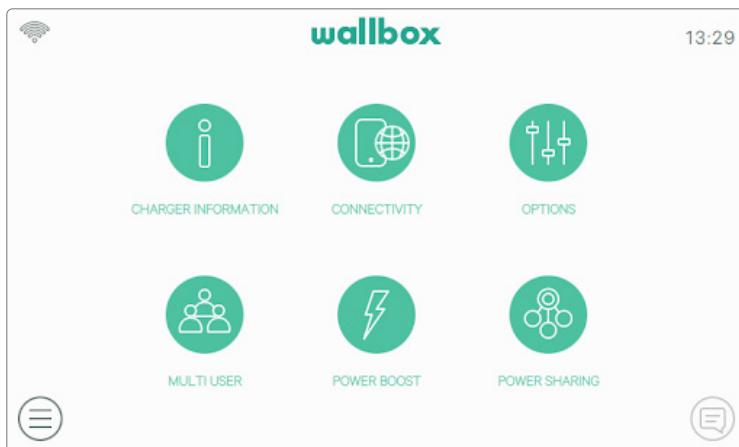 wallbox
13:29
CHARGER INFORMATION
CONNECTIVITY
OPTIONS
MULTI USER
POWER BOOST
POWER SHARING